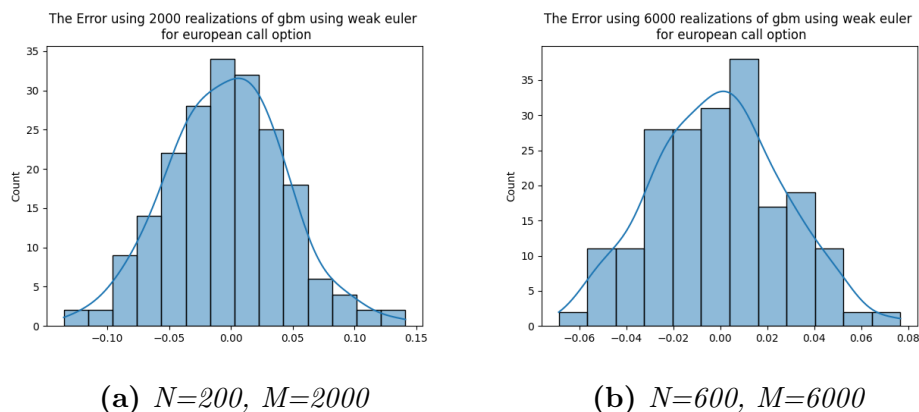 The Error using 2000 realizations of gbm using weak euler
for european call option
35
30
25
20
15
10
5
0
Count
−0.10 −0.05 0.00 0.05 0.10 0.15
(a) N=200, M=2000
The Error using 6000 realizations of gbm using weak euler
for european call option
35
30
25
20
15
10
5
0
Count
−0.06 −0.04 −0.02 0.00 0.02 0.04 0.06 0.08
(b) N=600, M=6000